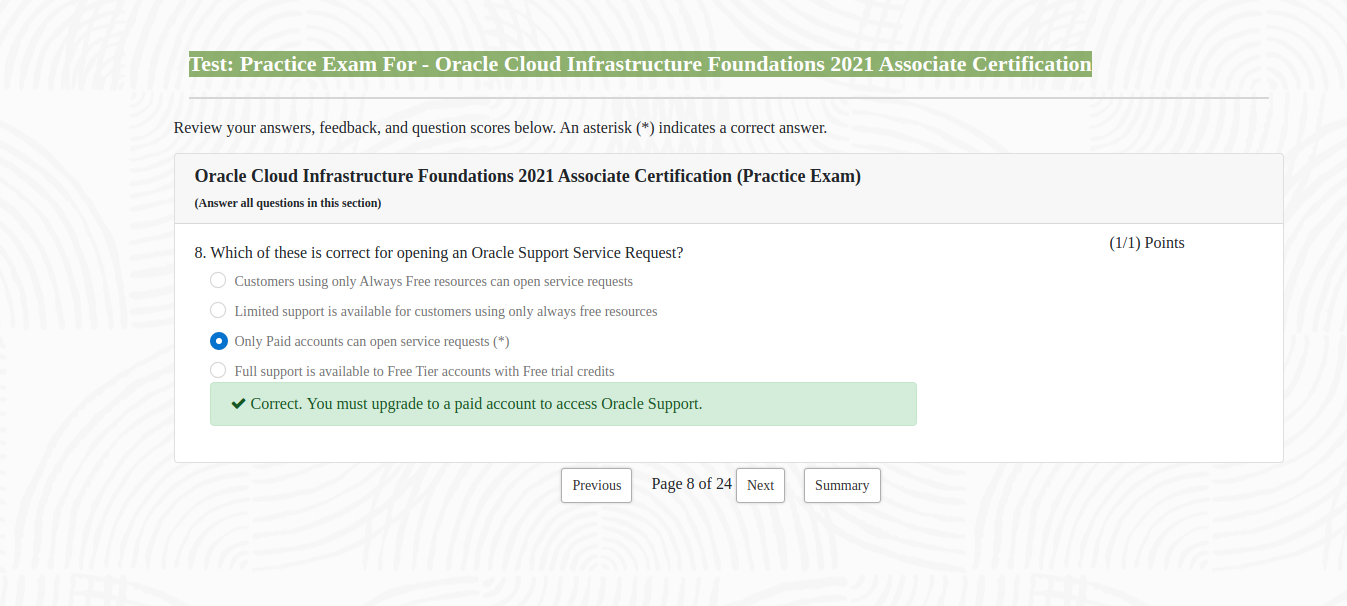 Test: Practice Exam For - Oracle Cloud Infrastructure Foundations 2021 Associate Certification
Review your answers, feedback, and question scores below. An asterisk (*) indicates a correct answer.
Oracle Cloud Infrastructure Foundations 2021 Associate Certification (Practice Exam)
(Answer all questions in this section)
8. Which of these is correct for opening an Oracle Support Service Request?
(1/1) Points
Customers using only Always Free resources can open service requests
Limited support is available for customers using only always free resources
Only Paid accounts can open service requests (*)
Full support is available to Free Tier accounts with Free trial credits
Correct. You must upgrade to a paid account to access Oracle Support.
Previous Page 8 of 24 Next Summary